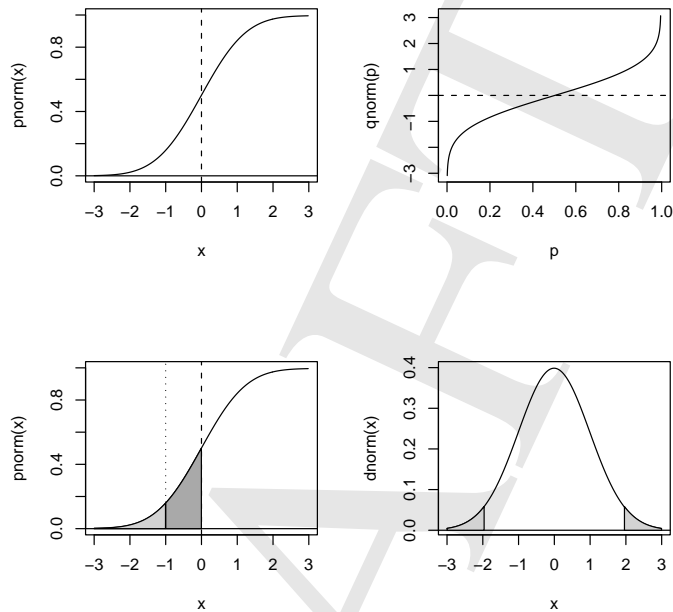 pnorm(x)
0.0 0.4 0.8
−3 −2 −1 0 1 2 3
x
qnorm(p)
−3 −1 1 3
0.0 0.2 0.4 0.6 0.8 1.0
p
pnorm(x)
0.0 0.4 0.8
−3 −2 −1 0 1 2 3
x
dnorm(x)
0.0 0.1 0.2 0.3 0.4
−3 −2 −1 0 1 2 3
x
AFT